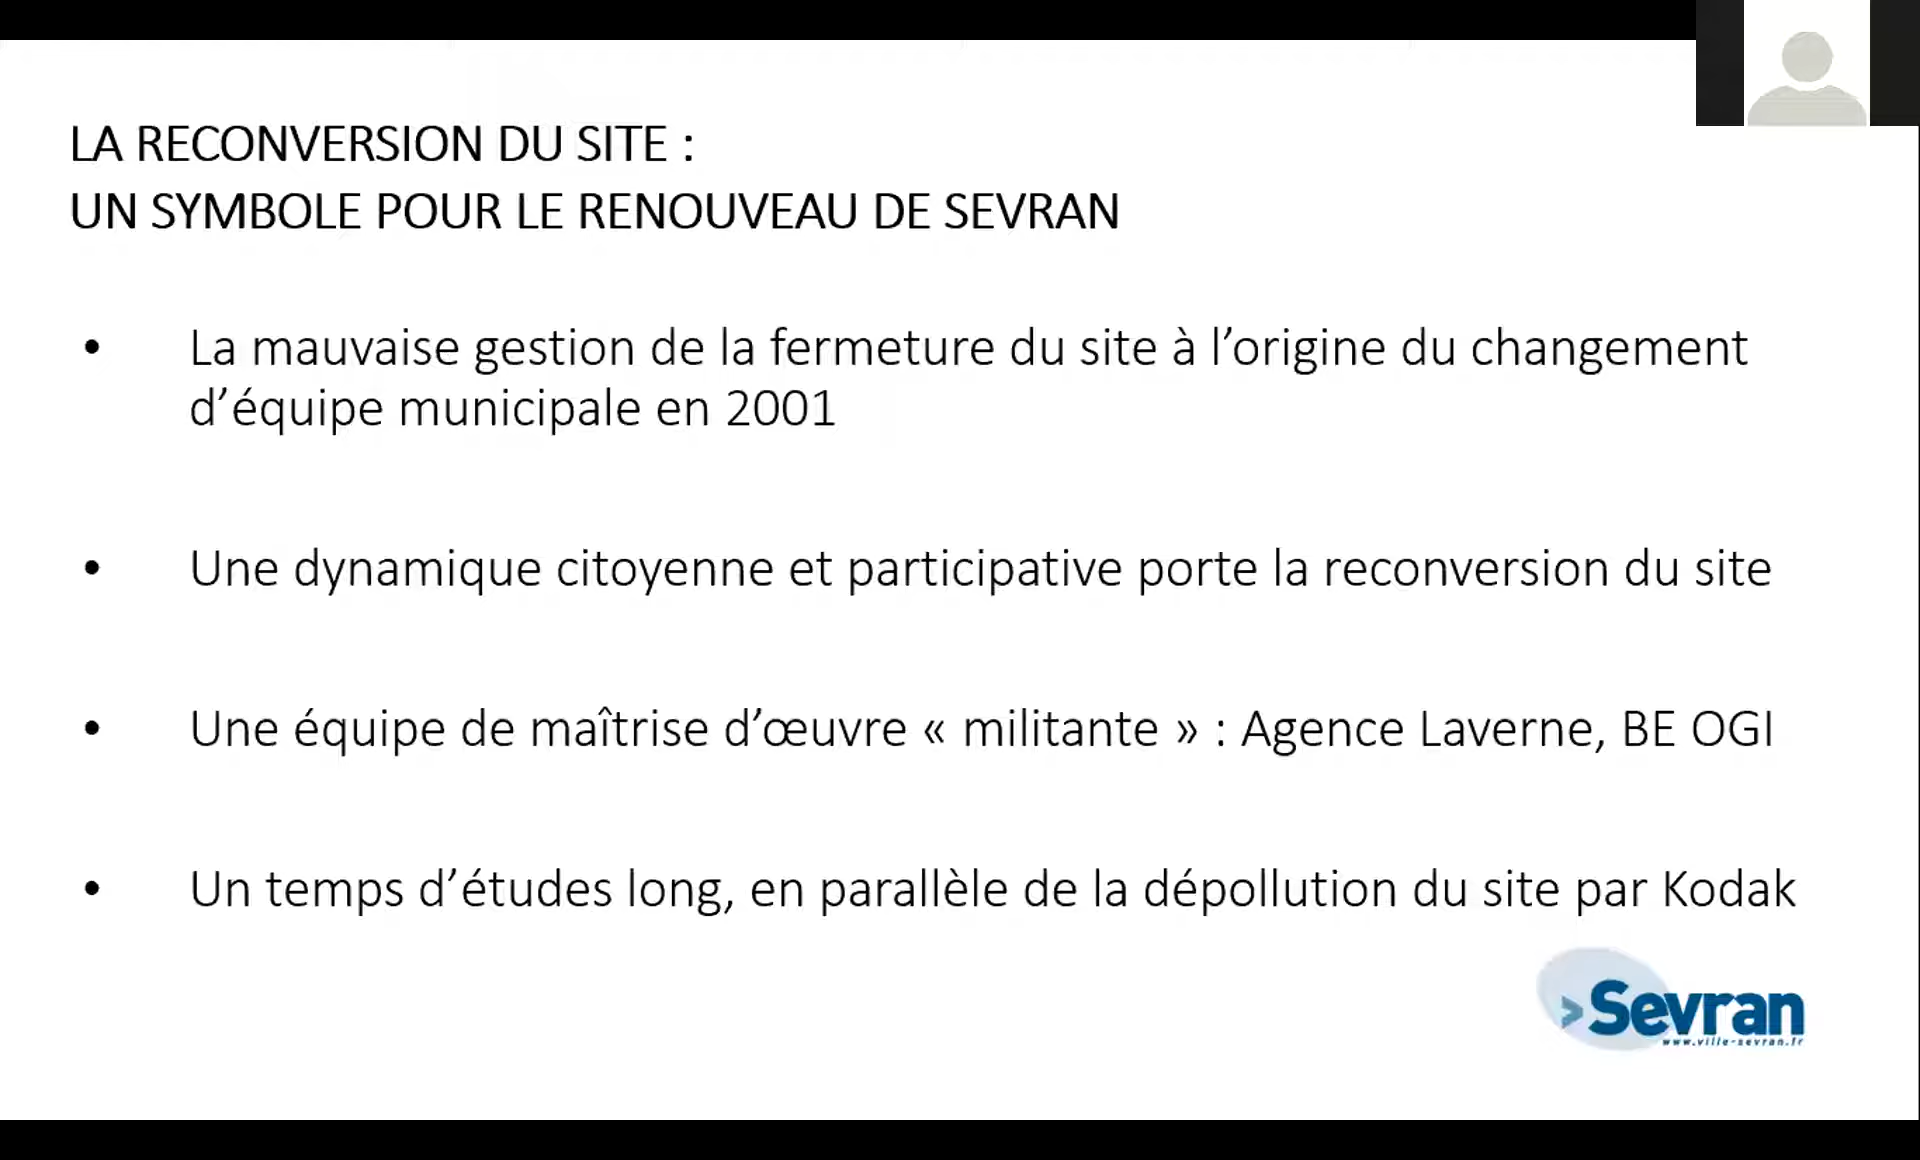 LA RECONVERSION DU SITE :
UN SYMBOLE POUR LE RENOUVEAU DE SEVRAN
• La mauvaise gestion de la fermeture du site à l’origine du changement
d’équipe municipale en 2001
• Une dynamique citoyenne et participative porte la reconversion du site
• Une équipe de maîtrise d’œuvre « militante » : Agence Laverne, BE OGI
• Un temps d’études long, en parallèle de la dépollution du site par Kodak
>Sevran
www.ville-sevran.fr